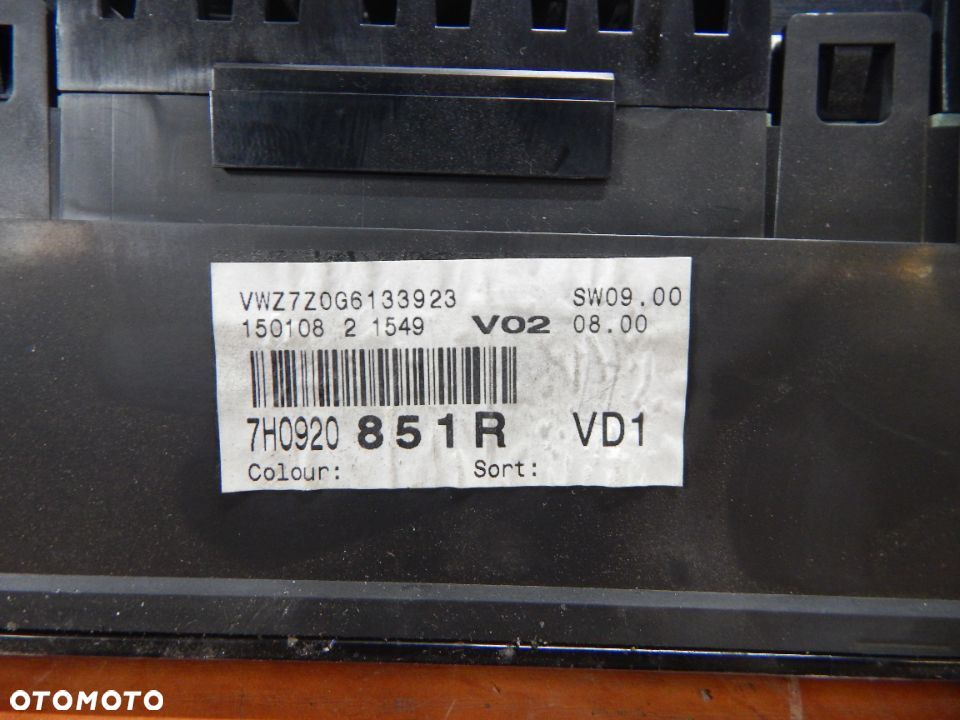 VWZ7Z0G6133923 SW09.00
150108 2 1549 V02 08.00
7H0920 851R VD1
Colour: Sort:
OTOMOTO